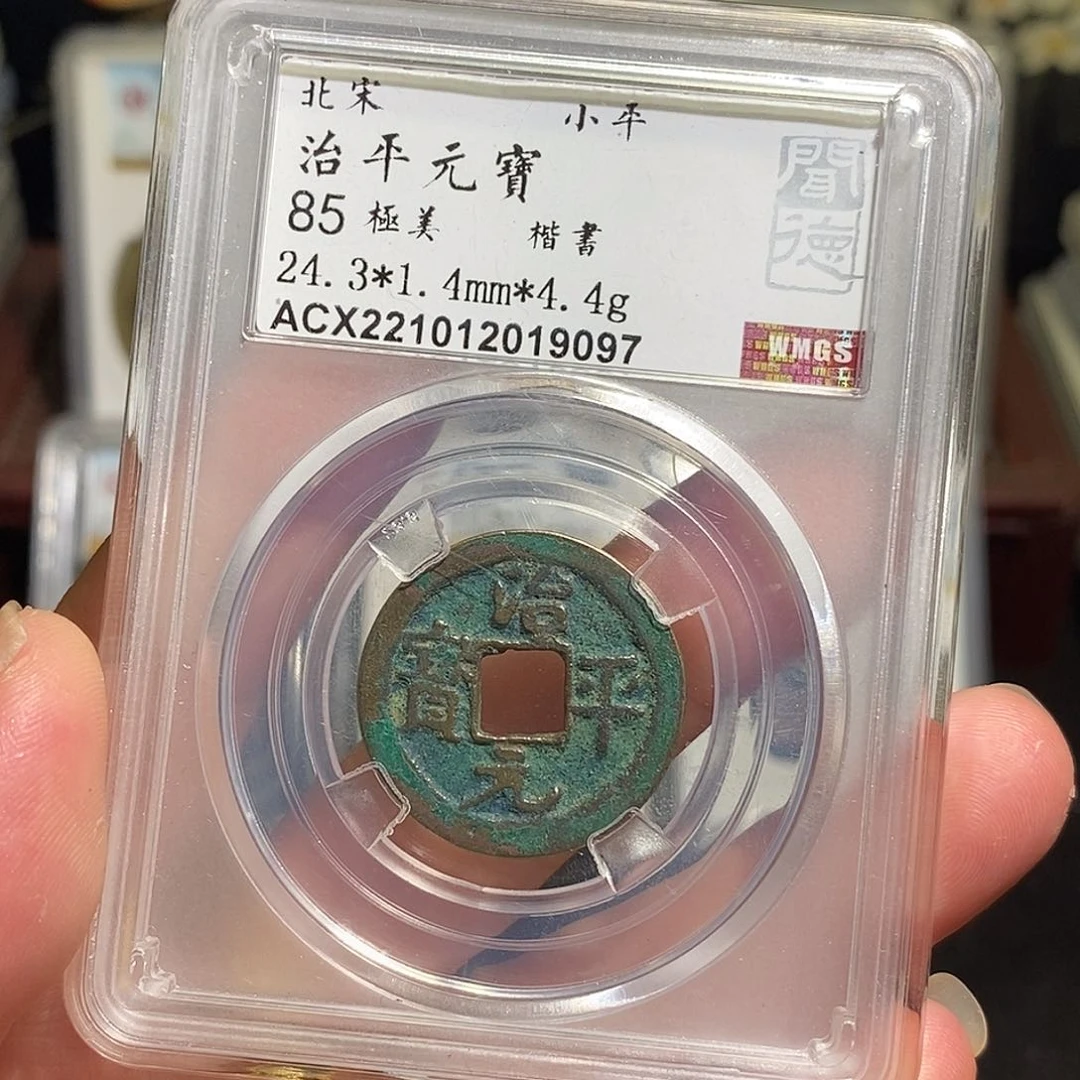 北宋 小平
治平元寶
85 極美 楷書
24.3*1.4mm*4.4g
ACX221012019097
聞德
WMGS
治平元寶